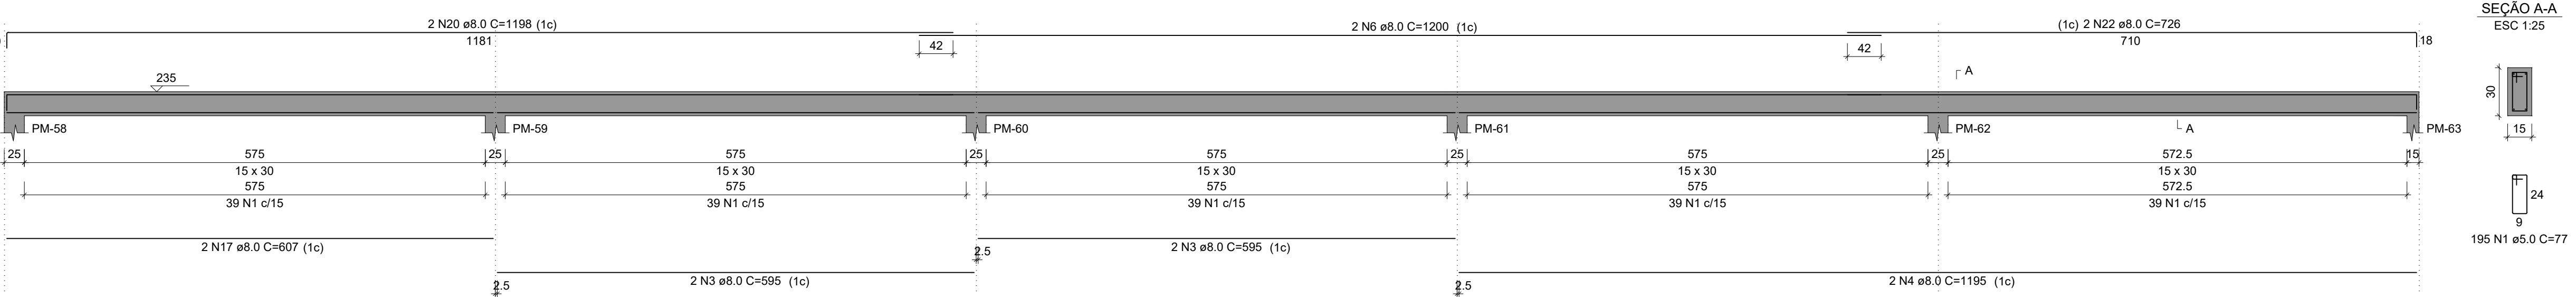 2 N20 ø8.0 C=1198 (1c)
1181
42
2 N6 ø8.0 C=1200 (1c)
42
(1c) 2 N22 ø8.0 C=726
710
18
SEÇÃO A-A
ESC 1:25
235
A
30
15
PM-58
PM-59
PM-60
PM-61
PM-62
A
PM-63
25 575 25 575 25 575 25 575 25 572.5 15
15 x 30 15 x 30 15 x 30 15 x 30 15 x 30
575 575 575 575 572.5
39 N1 c/15 39 N1 c/15 39 N1 c/15 39 N1 c/15 39 N1 c/15
24
9
195 N1 ø5.0 C=77
2 N17 ø8.0 C=607 (1c)
2.5
2 N3 ø8.0 C=595 (1c)
2.5
2 N3 ø8.0 C=595 (1c)
2.5
2 N4 ø8.0 C=1195 (1c)